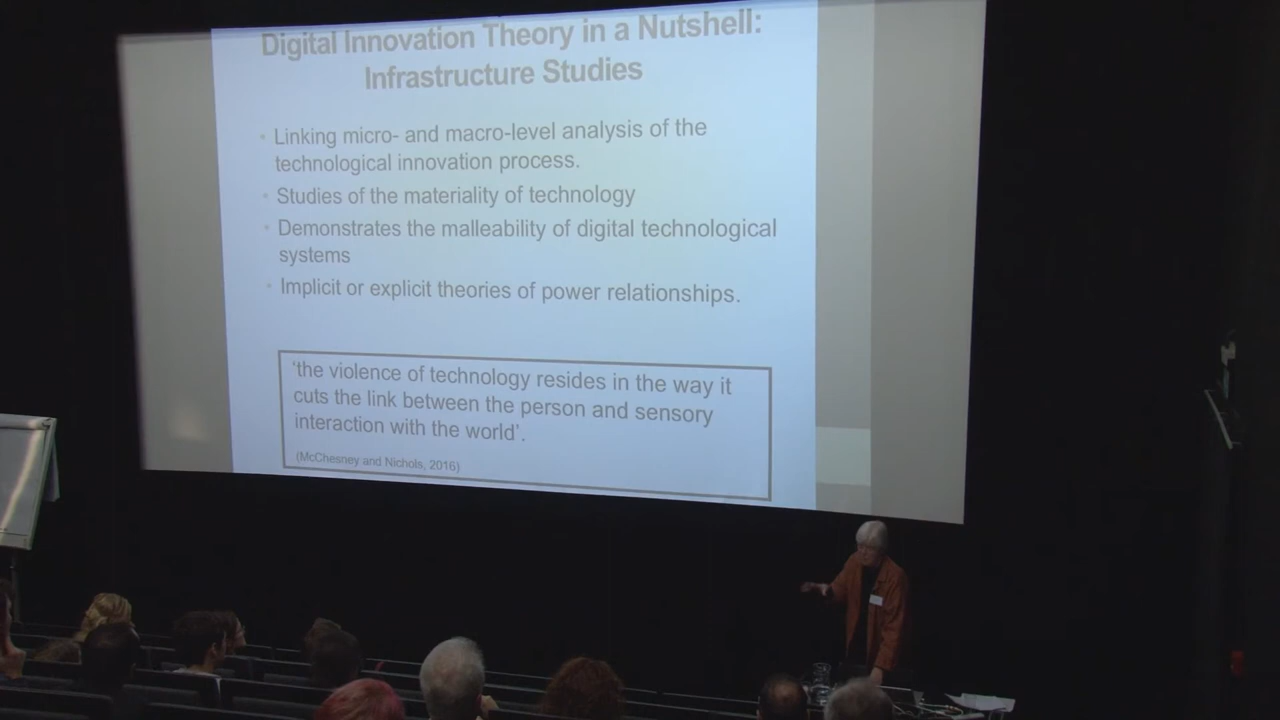 Digital Innovation Theory in a Nutshell:
Infrastructure Studies
• Linking micro- and macro-level analysis of the
technological innovation process.
• Studies of the materiality of technology
• Demonstrates the malleability of digital technological
systems
• Implicit or explicit theories of power relationships.
‘the violence of technology resides in the way it
cuts the link between the person and sensory
interaction with the world’.
(McChesney and Nichols, 2016)